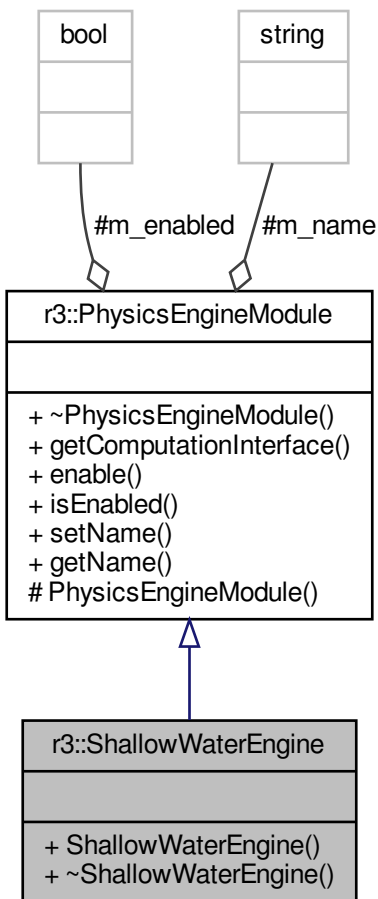 bool
string
#m_enabled
#m_name
r3::PhysicsEngineModule
+ ~PhysicsEngineModule()
+ getComputationInterface()
+ enable()
+ isEnabled()
+ setName()
+ getName()
# PhysicsEngineModule()
r3::ShallowWaterEngine
+ ShallowWaterEngine()
+ ~ShallowWaterEngine()